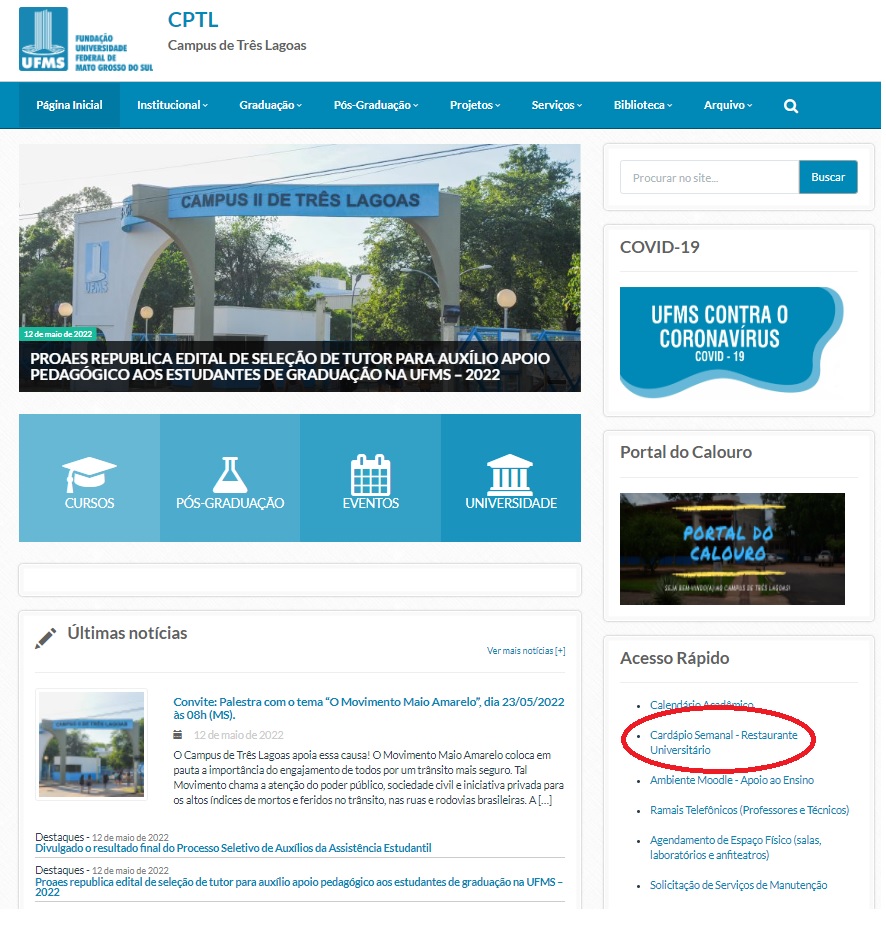 UFMS
FUNDAÇÃO
UNIVERSIDADE
FEDERAL DE
MATO GROSSO DO SUL
CPTL
Campus de Três Lagoas
Página Inicial
Institucional
Graduação
Pós-Graduação
Projetos
Serviços
Biblioteca
Arquivo
CAMPUS II DE TRÊS LAGOAS
UFMS
12 de maio de 2022
PROAES REPUBLICA EDITAL DE SELEÇÃO DE TUTOR PARA AUXÍLIO APOIO
PEDAGÓGICO AOS ESTUDANTES DE GRADUAÇÃO NA UFMS – 2022
CURSOS
PÓS-GRADUAÇÃO
EVENTOS
UNIVERSIDADE
Últimas notícias
Ver mais notícias [+]
CAMPUS II DE TRÊS LAGOAS
Convite: Palestra com o tema “O Movimento Maio Amarelo”, dia 23/05/2022
às 08h (MS).
12 de maio de 2022
O Campus de Três Lagoas apoia essa causa! O Movimento Maio Amarelo coloca em
pauta a importância do engajamento de todos por um trânsito mais seguro. Tal
Movimento chama a atenção do poder público, sociedade civil e iniciativa privada para
os altos índices de mortos e feridos no trânsito, nas ruas e rodovias brasileiras. A [...]
Destaques - 12 de maio de 2022
Divulgado o resultado final do Processo Seletivo de Auxílios da Assistência Estudantil
Destaques - 12 de maio de 2022
Proaes republica edital de seleção de tutor para auxílio apoio pedagógico aos estudantes de graduação na UFMS –
2022
Procurar no site...
Buscar
COVID-19
UFMS CONTRA O
CORONAVÍRUS
COVID - 19
Portal do Calouro
PORTAL DO
CALOURO
SEJA BEM-VINDO(A) AO CAMPUS DE TRÊS LAGOAS!
Acesso Rápido
Calendário Acadêmico
Cardápio Semanal - Restaurante
Universitário
Ambiente Moodle - Apoio ao Ensino
Ramais Telefônicos (Professores e Técnicos)
Agendamento de Espaço Físico (salas,
laboratórios e anfiteatros)
Solicitação de Serviços de Manutenção